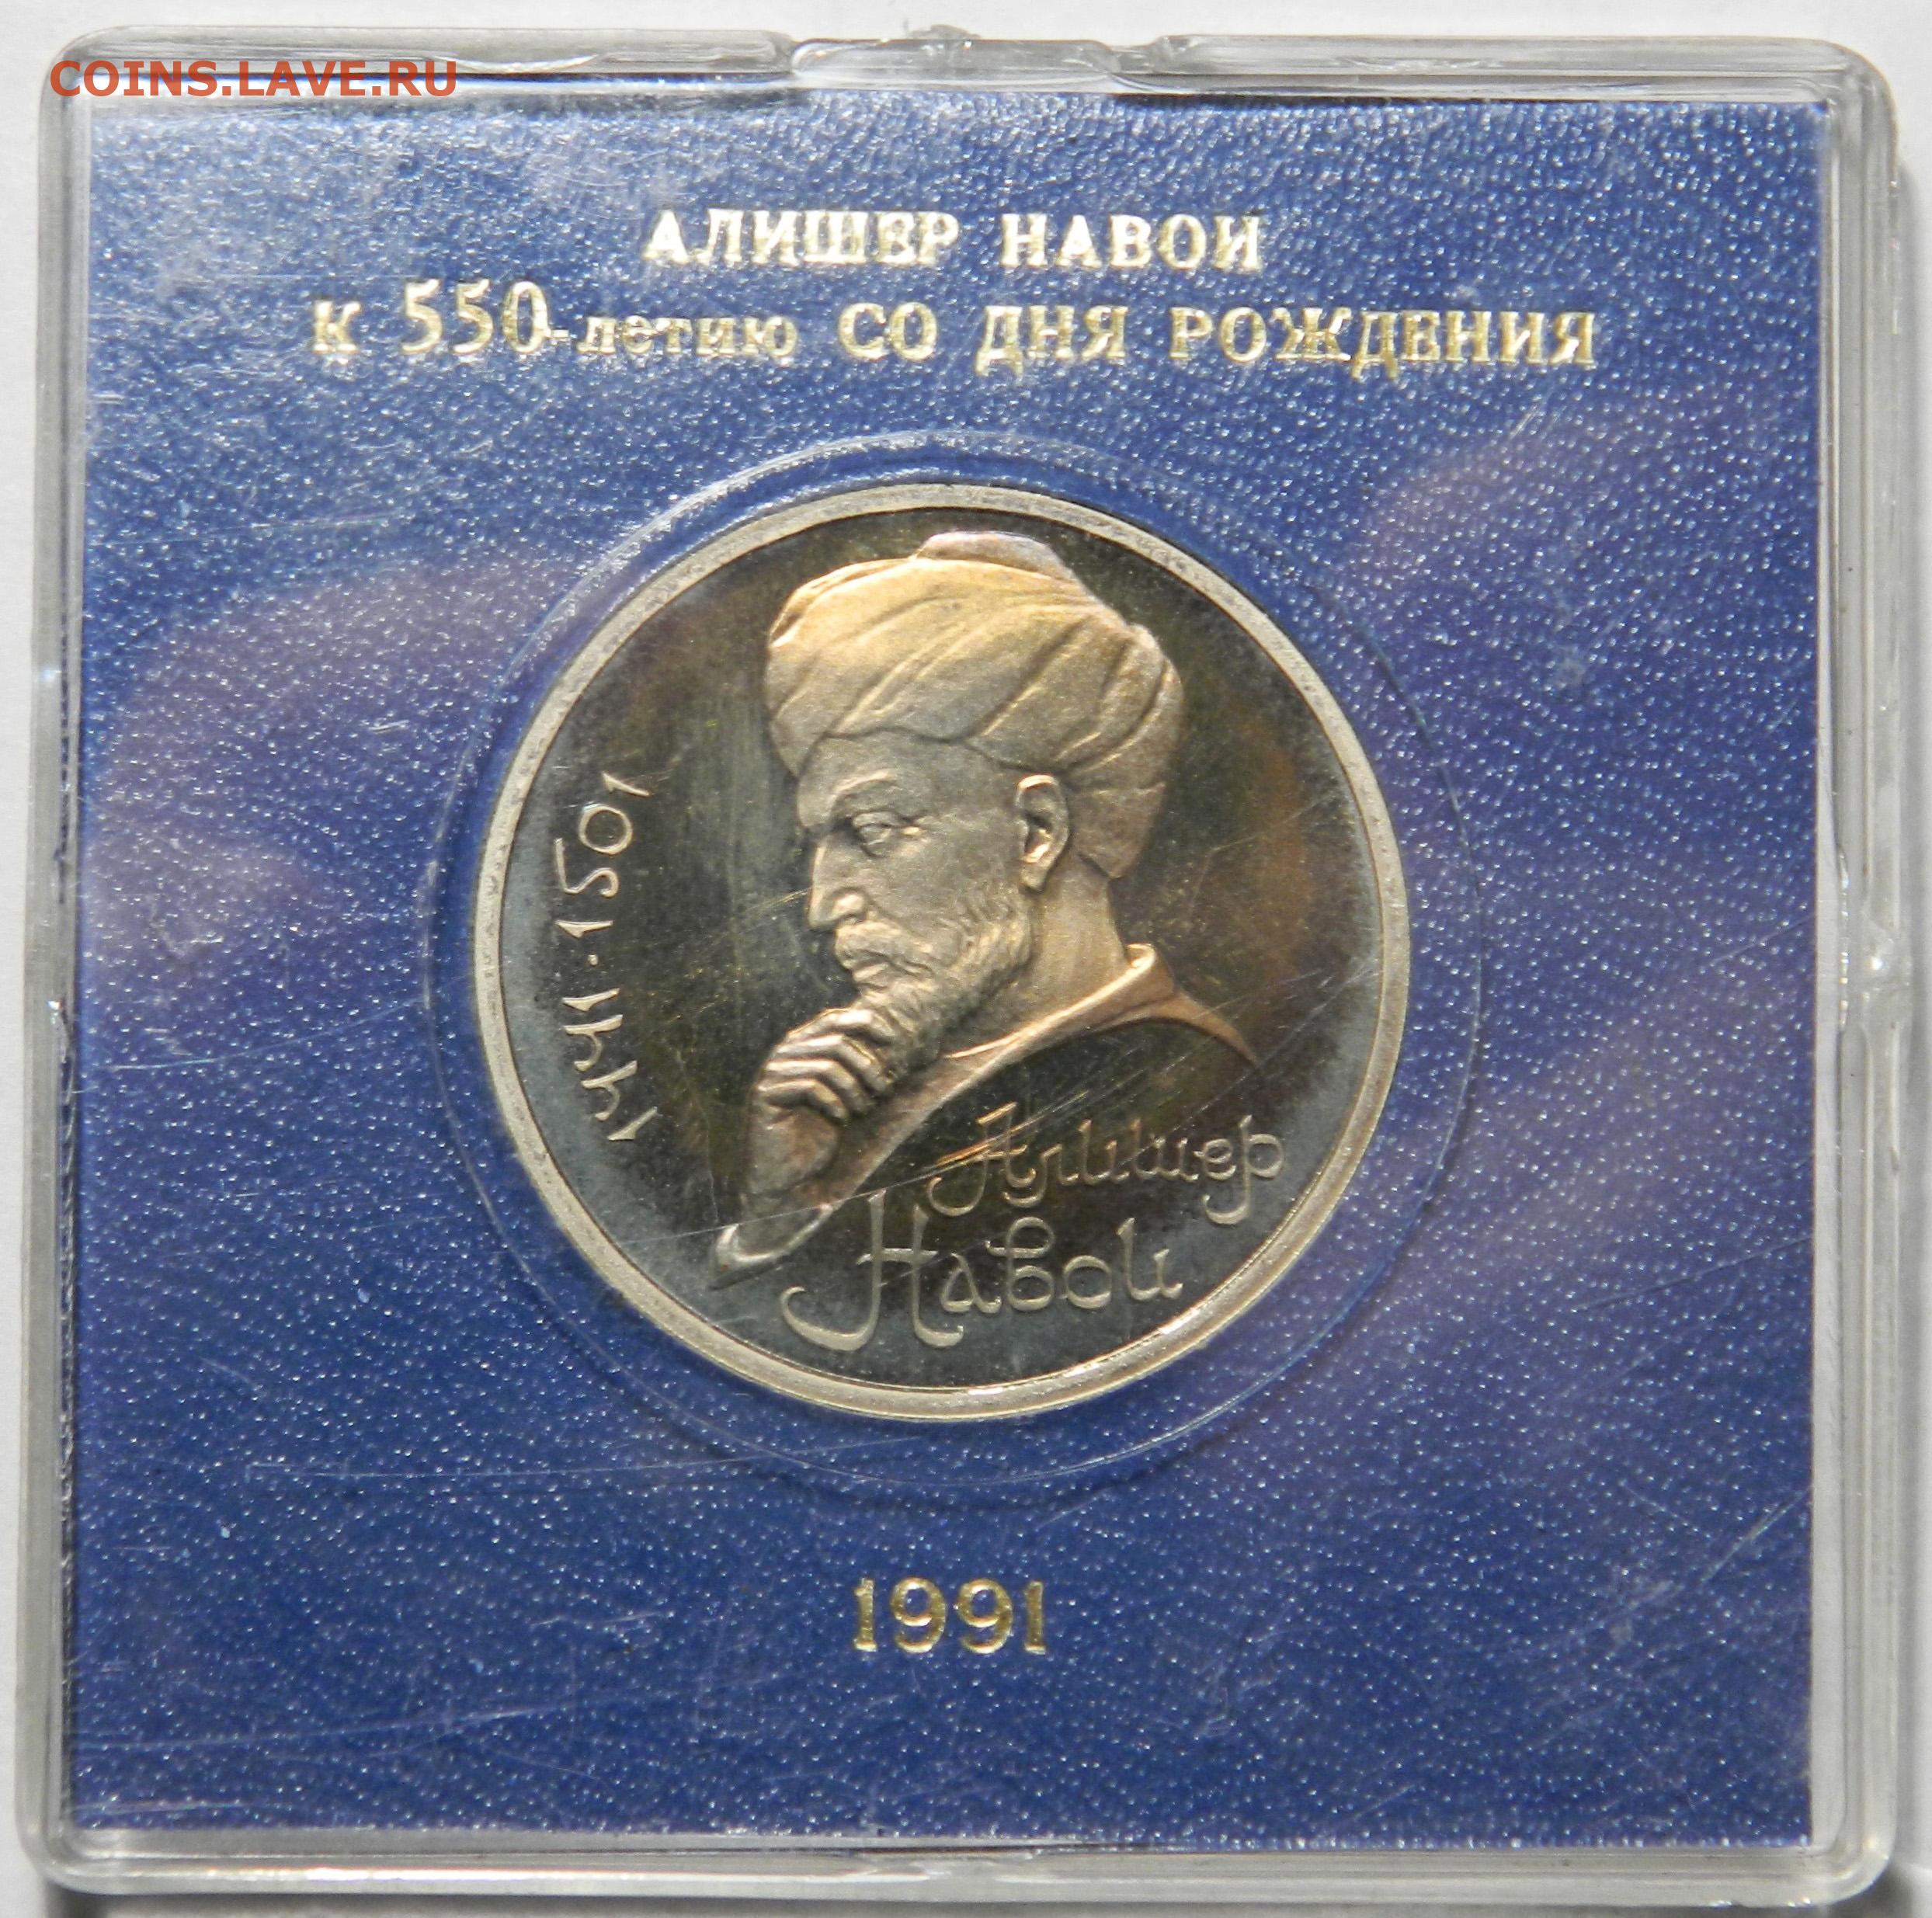 COINS.LAVE.RU
АЛИШЕР НАВОИ
К 550-летию СО ДНЯ РОЖДЕНИЯ
1441·1501
Алишер
Навои
1991